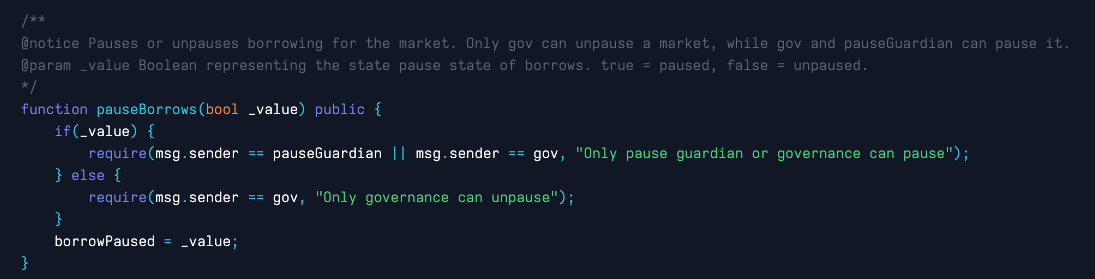 /**
@notice Pauses or unpauses borrowing for the market. Only gov can unpause a market, while gov and pauseGuardian can pause it.
@param _value Boolean representing the state pause state of borrows. true = paused, false = unpaused.
*/
function pauseBorrows(bool _value) public {
    if(_value) {
        require(msg.sender == pauseGuardian || msg.sender == gov, "Only pause guardian or governance can pause");
    } else {
        require(msg.sender == gov, "Only governance can unpause");
    }
    borrowPaused = _value;
}